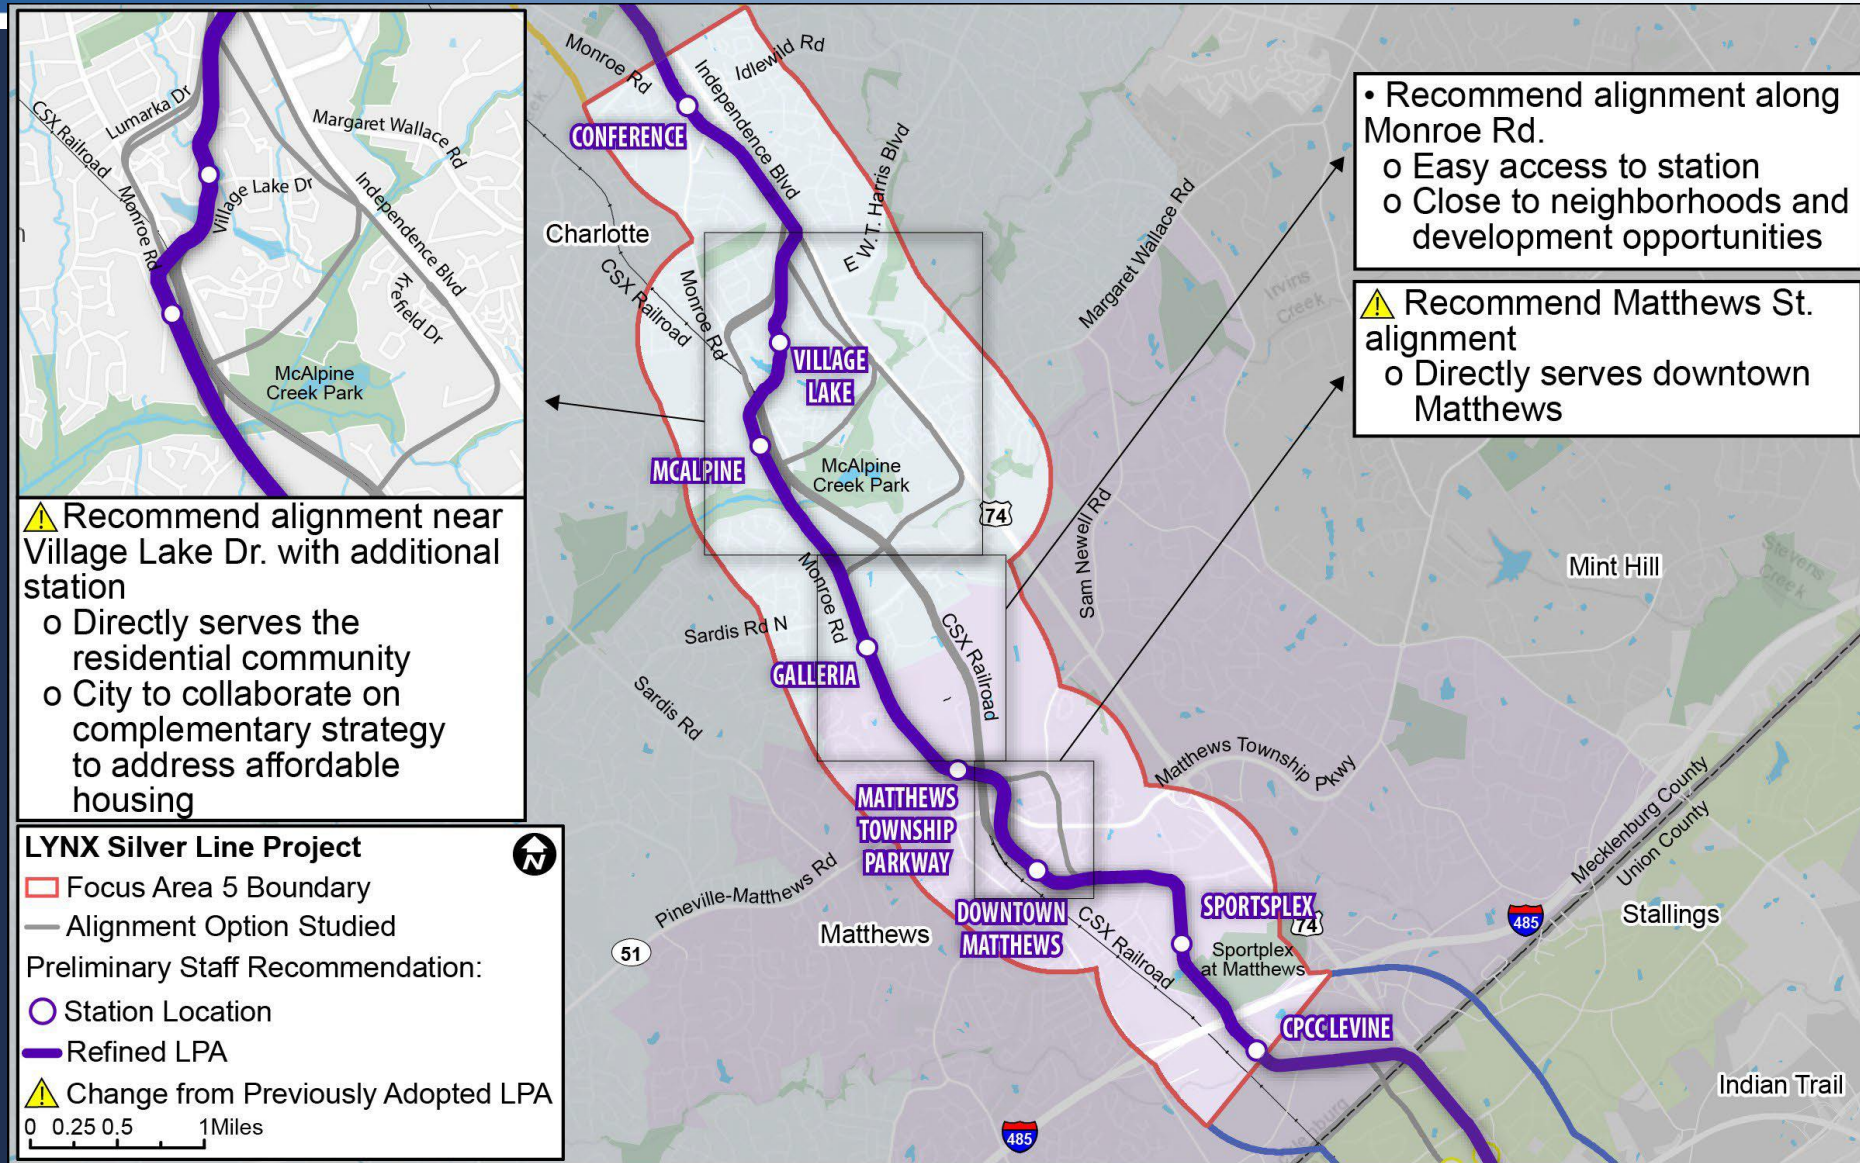 CSX Railroad
Lumarka Dr
Monroe Rd
Village Lake Dr
Margaret Wallace Rd
Independence Blvd
Krefield Dr
McAlpine
Creek Park
⚠ Recommend alignment near
Village Lake Dr. with additional
station
o Directly serves the
residential community
o City to collaborate on
complementary strategy
to address affordable
housing
LYNX Silver Line Project
N
Focus Area 5 Boundary
Alignment Option Studied
Preliminary Staff Recommendation:
Station Location
Refined LPA
⚠ Change from Previously Adopted LPA
0 0.25 0.5 1 Miles
Monroe Rd
Idlewild Rd
Independence Blvd
CONFERENCE
Charlotte
E W.T. Harris Blvd
CSX Railroad
Monroe Rd
Margaret Wallace Rd
Irvins
Creek
VILLAGE
LAKE
MCALPINE
McAlpine
Creek Park
74
Sam Newell Rd
Mint Hill
Stevens
Creek
Monroe Rd
Sardis Rd N
CSX Railroad
GALLERIA
Sardis Rd
Matthews Township Pkwy
MATTHEWS
TOWNSHIP
PARKWAY
Mecklenburg County
Union County
Pineville-Matthews Rd
51
Matthews
DOWNTOWN
MATTHEWS
CSX Railroad
SPORTSPLEX
74
Sportplex
at Matthews
485
Stallings
CPCC LEVINE
485
Indian Trail
• Recommend alignment along
Monroe Rd.
o Easy access to station
o Close to neighborhoods and
development opportunities
⚠ Recommend Matthews St.
alignment
o Directly serves downtown
Matthews